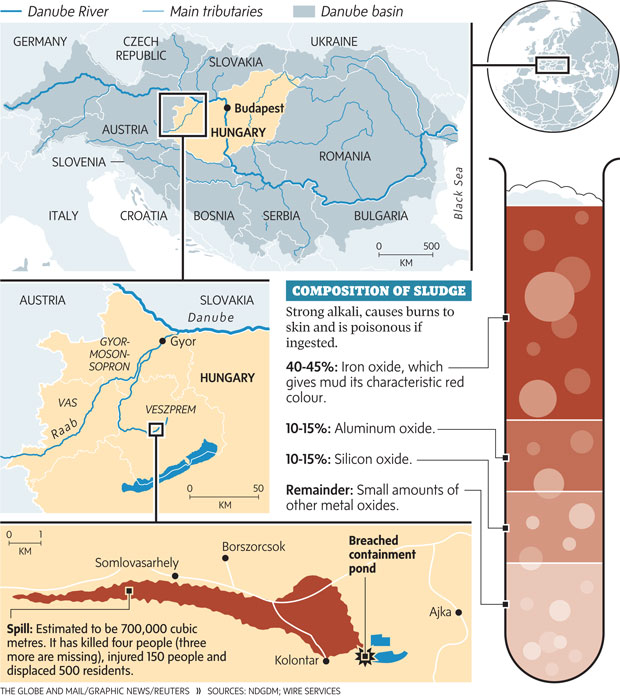 Danube River
Main tributaries
Danube basin
GERMANY
CZECH
REPUBLIC
SLOVAKIA
UKRAINE
Budapest
AUSTRIA
HUNGARY
SLOVENIA
ROMANIA
ITALY
CROATIA
BOSNIA
SERBIA
BULGARIA
Black Sea
0 500
KM
AUSTRIA
SLOVAKIA
Danube
GYOR-
MOSON-
SOPRON
Gyor
HUNGARY
VAS
Raab
VESZPREM
0 50
KM
COMPOSITION OF SLUDGE
Strong alkali, causes burns to
skin and is poisonous if
ingested.
40-45%: Iron oxide, which
gives mud its characteristic red
colour.
10-15%: Aluminum oxide.
10-15%: Silicon oxide.
Remainder: Small amounts of
other metal oxides.
0 1
KM
Somlovasarhely
Borszorcsok
Breached
containment
pond
Ajka
Kolontar
Spill: Estimated to be 700,000 cubic
metres. It has killed four people (three
more are missing), injured 150 people and
displaced 500 residents.
THE GLOBE AND MAIL/GRAPHIC NEWS/REUTERS » SOURCES: NDGDM; WIRE SERVICES